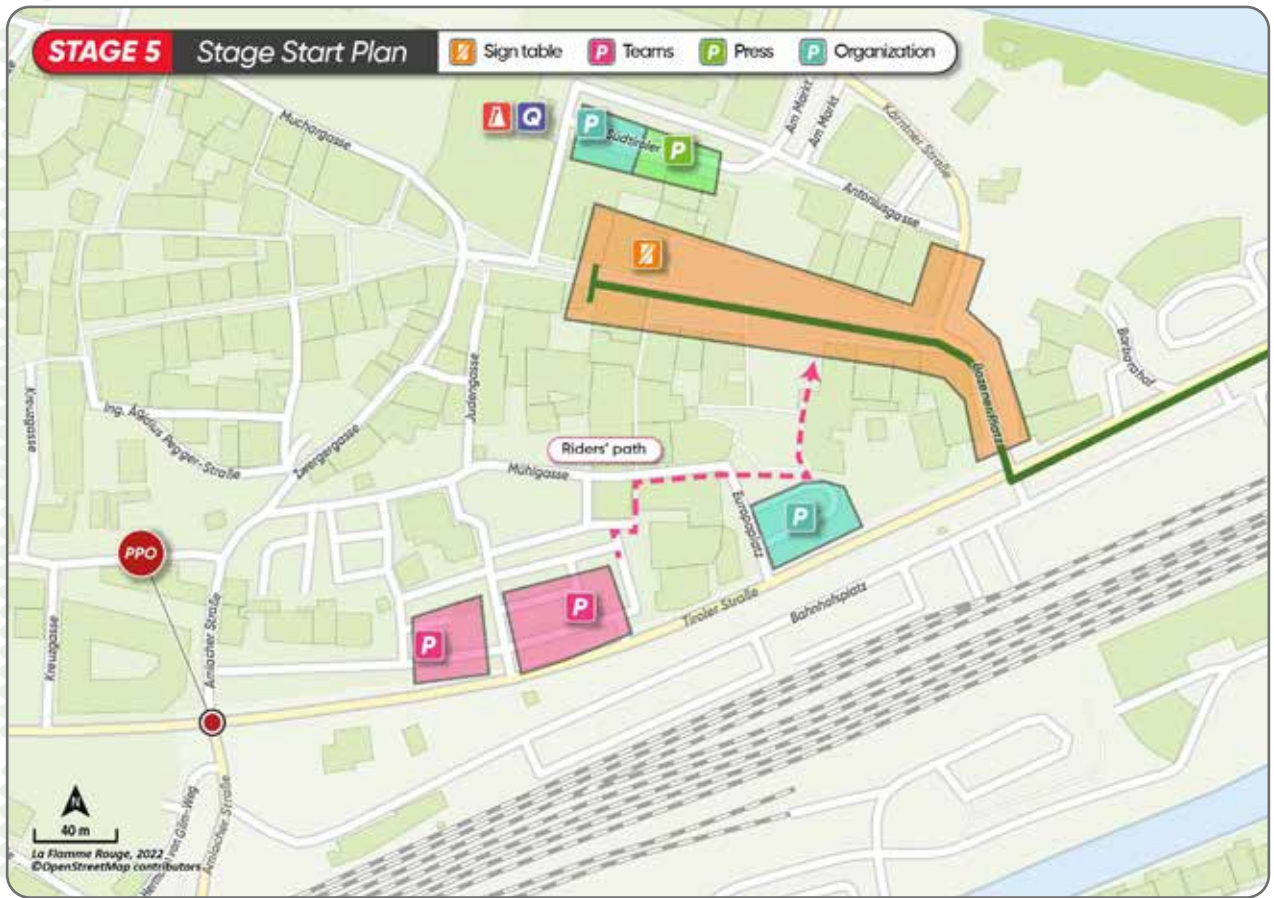 STAGE 5 Stage Start Plan Sign table P Teams P Press P Organization
Muchargasse
Q
P
Südtiroler
P
Am Markt
Am Markt
Kärntner Straße
Antoniusgasse
Kreuzgasse
Ing. Ägidius Pegger-Straße
Zwergergasse
Judengasse
Riders' path
Mühlgasse
Europaplatz
P
Barbarahof
PPO
Kreuzgasse
Amlacher Straße
P
P
Tiroler Straße
Bahnhofsplatz
Amlacher Straße
N
40 m
La Flamme Rouge, 2022
©OpenStreetMap contributors